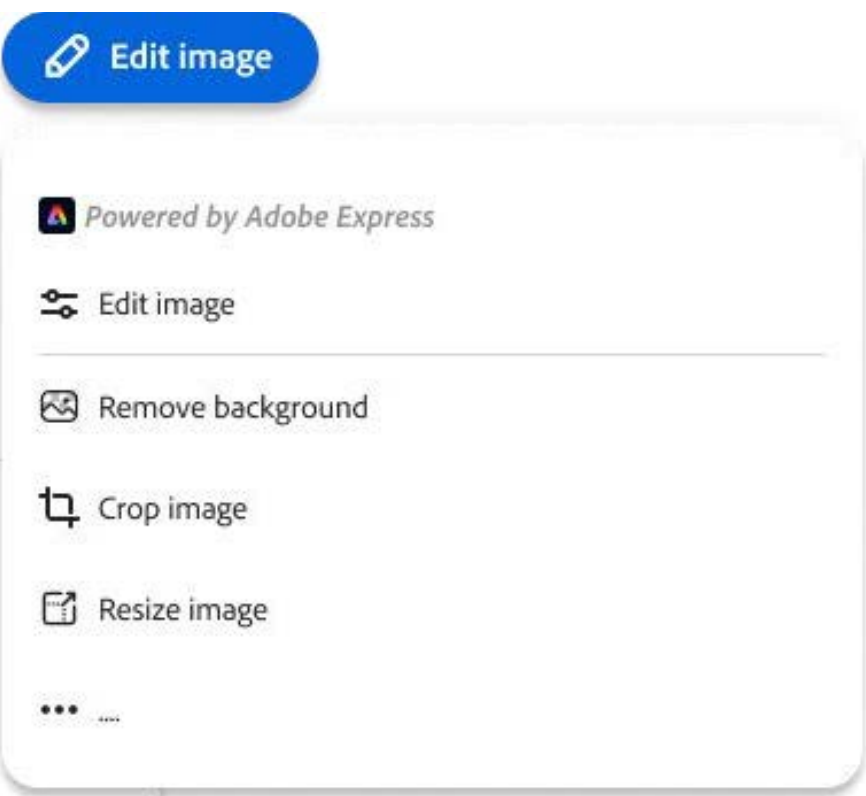 Edit image
Powered by Adobe Express
Edit image
Remove background
Crop image
Resize image
....